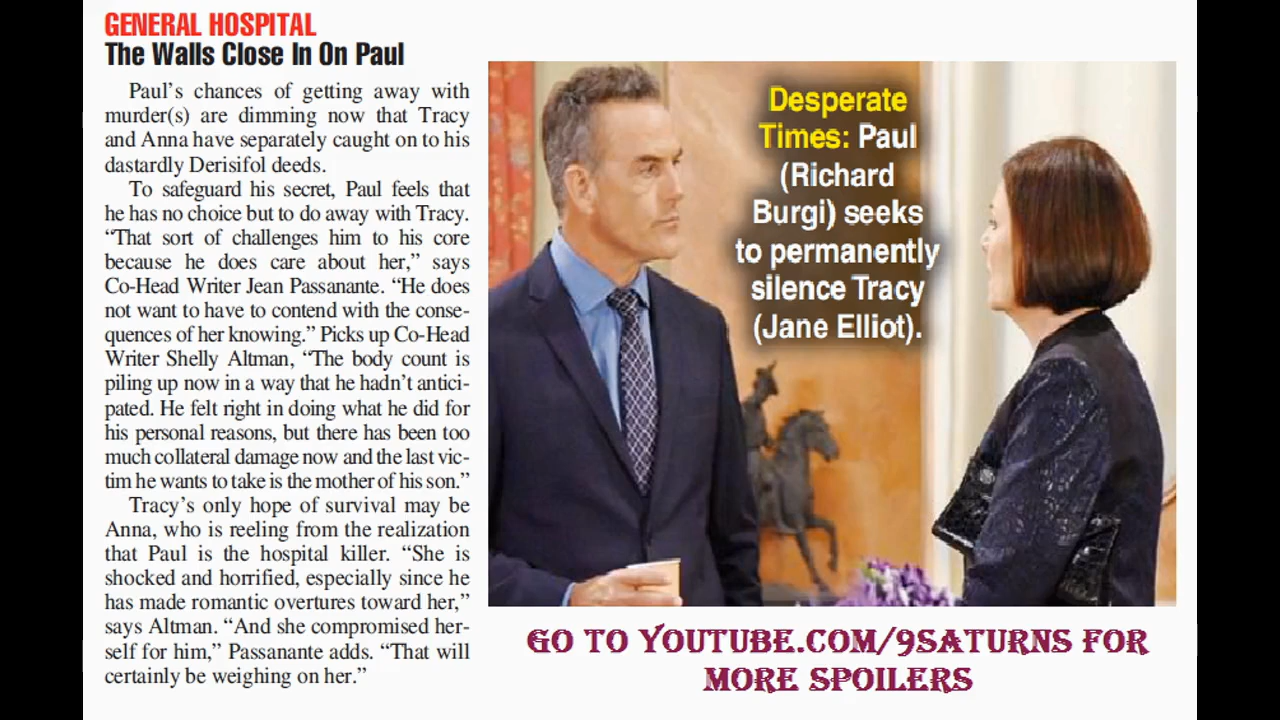 GENERAL HOSPITAL
The Walls Close In On Paul
Paul's chances of getting away with
murder(s) are dimming now that Tracy
and Anna have separately caught on to his
dastardly Derisifol deeds.
To safeguard his secret, Paul feels that
he has no choice but to do away with Tracy.
“That sort of challenges him to his core
because he does care about her,” says
Co-Head Writer Jean Passanante. “He does
not want to have to contend with the conse-
quences of her knowing.” Picks up Co-Head
Writer Shelly Altman, “The body count is
piling up now in a way that he hadn't antici-
pated. He felt right in doing what he did for
his personal reasons, but there has been too
much collateral damage now and the last vic-
tim he wants to take is the mother of his son.”
Tracy's only hope of survival may be
Anna, who is reeling from the realization
that Paul is the hospital killer. “She is
shocked and horrified, especially since he
has made romantic overtures toward her,”
says Altman. “And she compromised her-
self for him,” Passanante adds. “That will
certainly be weighing on her.”
Desperate
Times: Paul
(Richard
Burgi) seeks
to permanently
silence Tracy
(Jane Elliot).
GO TO YOUTUBE.COM/9SATURNS FOR
MORE SPOILERS